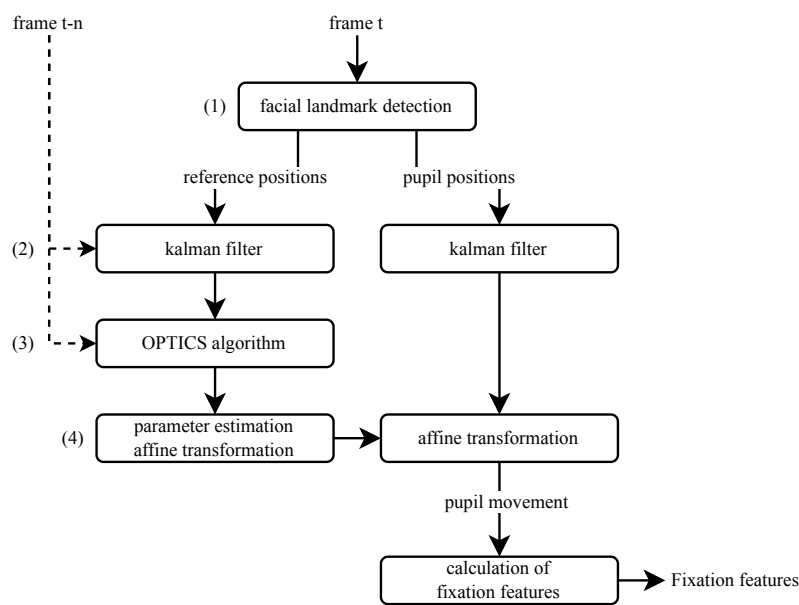 frame t-n
frame t
(1)
facial landmark detection
reference positions
pupil positions
(2)
kalman filter
kalman filter
(3)
OPTICS algorithm
(4)
parameter estimation
affine transformation
affine transformation
pupil movement
calculation of
fixation features
Fixation features